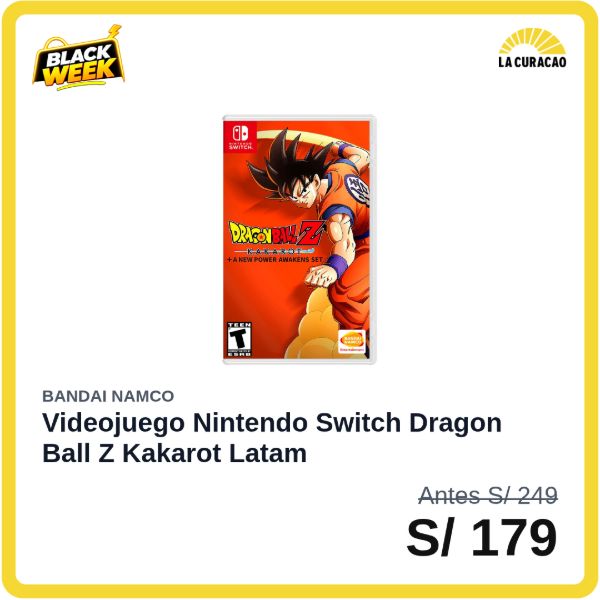 BLACK
WEEK
LA CURACAO
NINTENDO
SWITCH
DRAGON BALL Z
KAKAROT
+ A NEW POWER AWAKENS SET
TEEN
T
ESRB
BANDAI
NAMCO
Entertainment
BANDAI NAMCO
Videojuego Nintendo Switch Dragon
Ball Z Kakarot Latam
Antes S/ 249
S/ 179